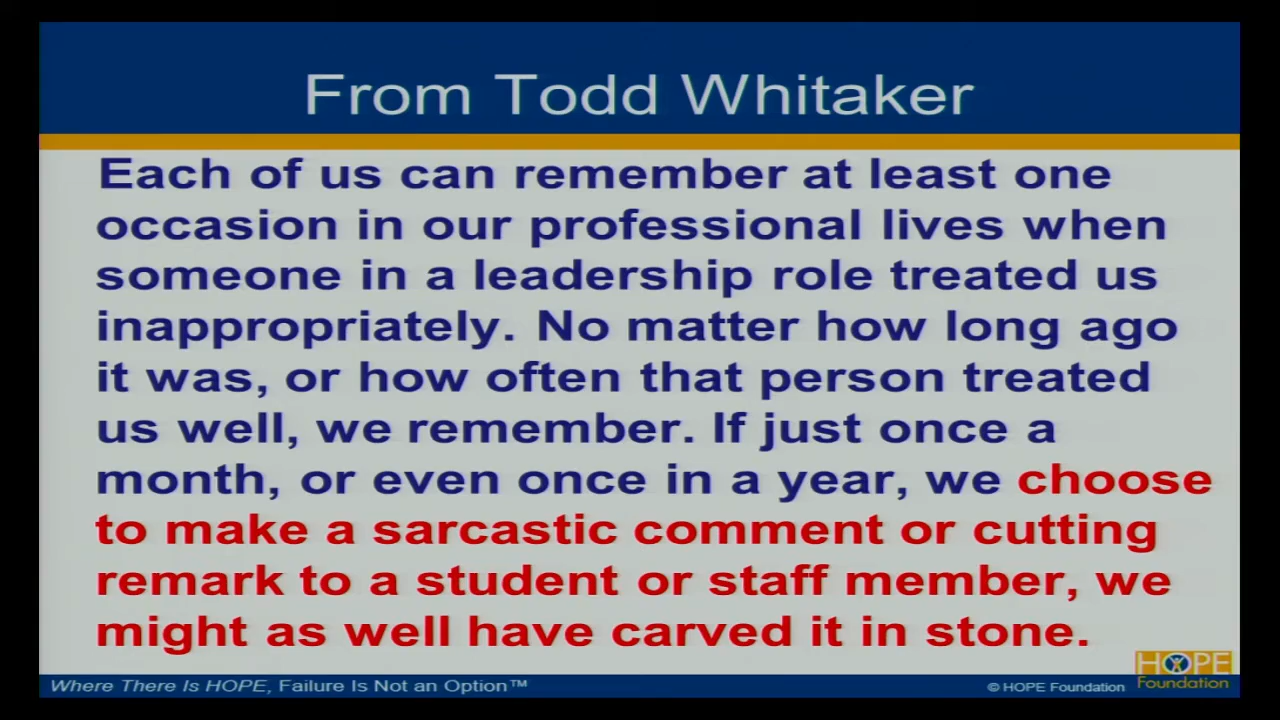 From Todd Whitaker
Each of us can remember at least one
occasion in our professional lives when
someone in a leadership role treated us
inappropriately. No matter how long ago
it was, or how often that person treated
us well, we remember. If just once a
month, or even once in a year, we choose
to make a sarcastic comment or cutting
remark to a student or staff member, we
might as well have carved it in stone.
HOPE
Foundation
Where There Is HOPE, Failure Is Not an Option™
© HOPE Foundation